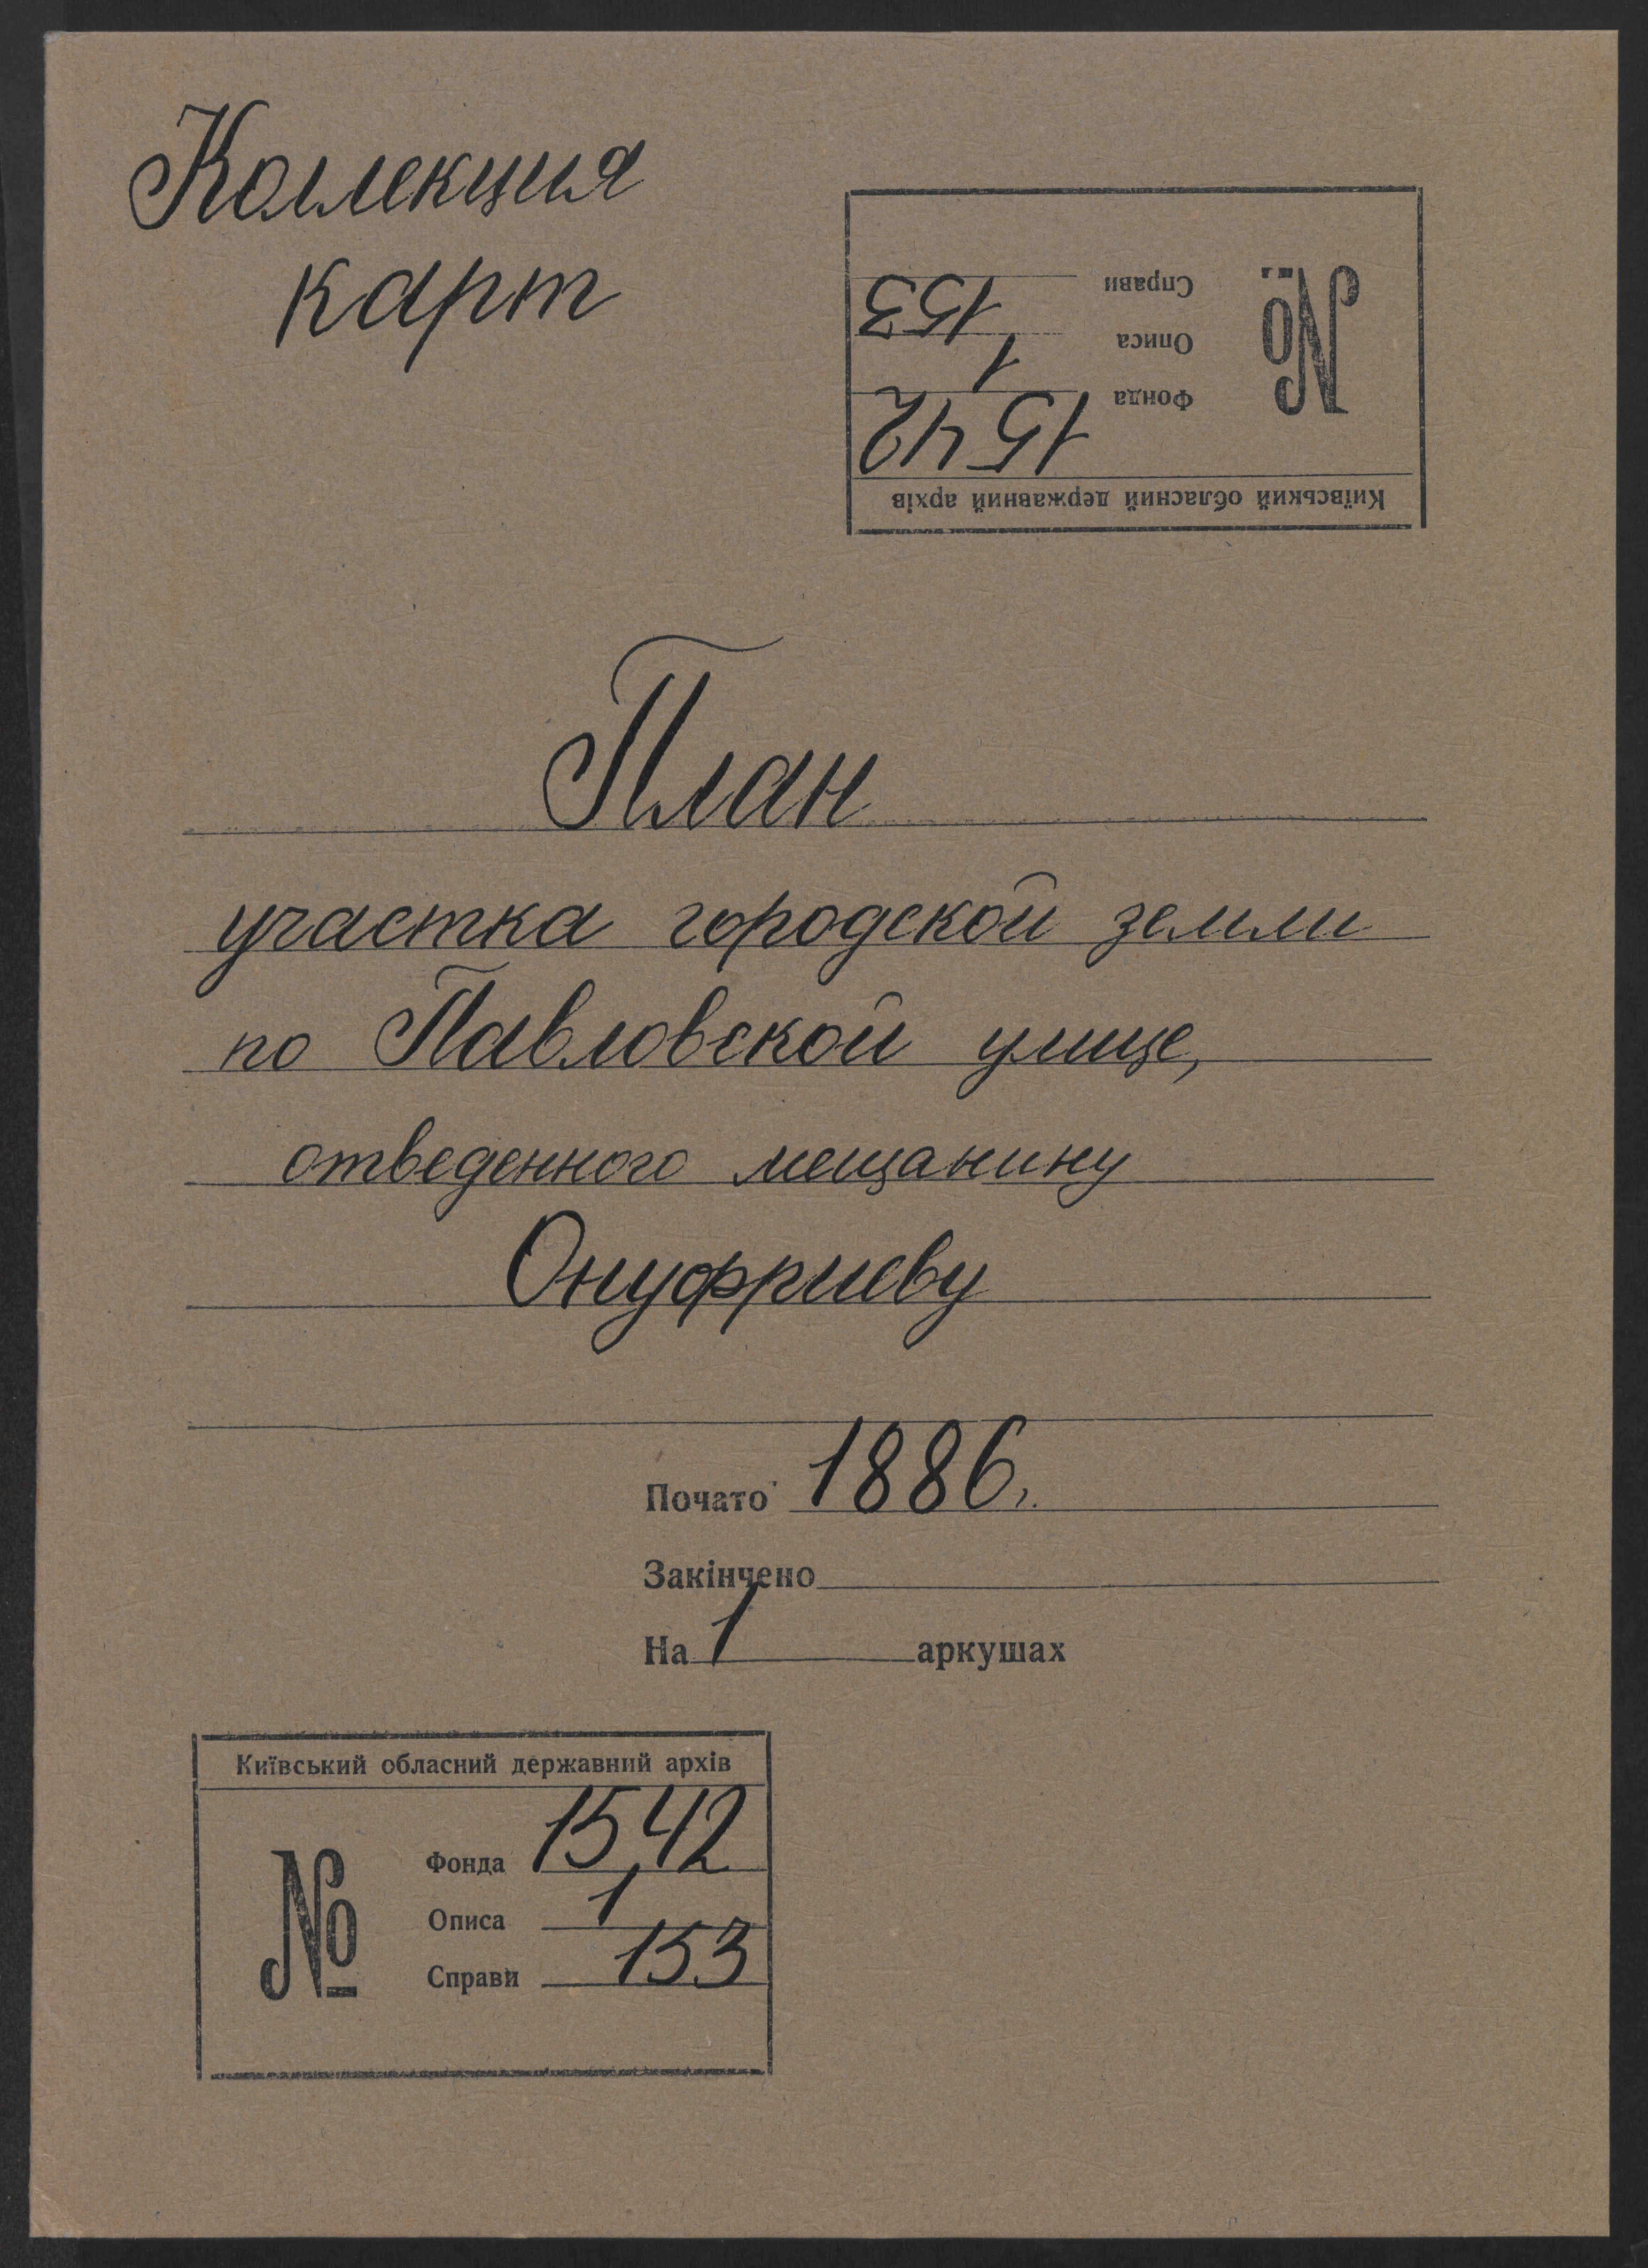 Коллекция
карт
Київський обласний державний архів
№
Фонда 1542
Описа 1
Справи 153
План
участка городской земли
по Павловской улице,
отведенного мещанину
Онуфриеву
Почато 1886.
Закінчено
На 1 аркушах
Київський обласний державний архів
№
Фонда 1542
Описа 1
Справи 153